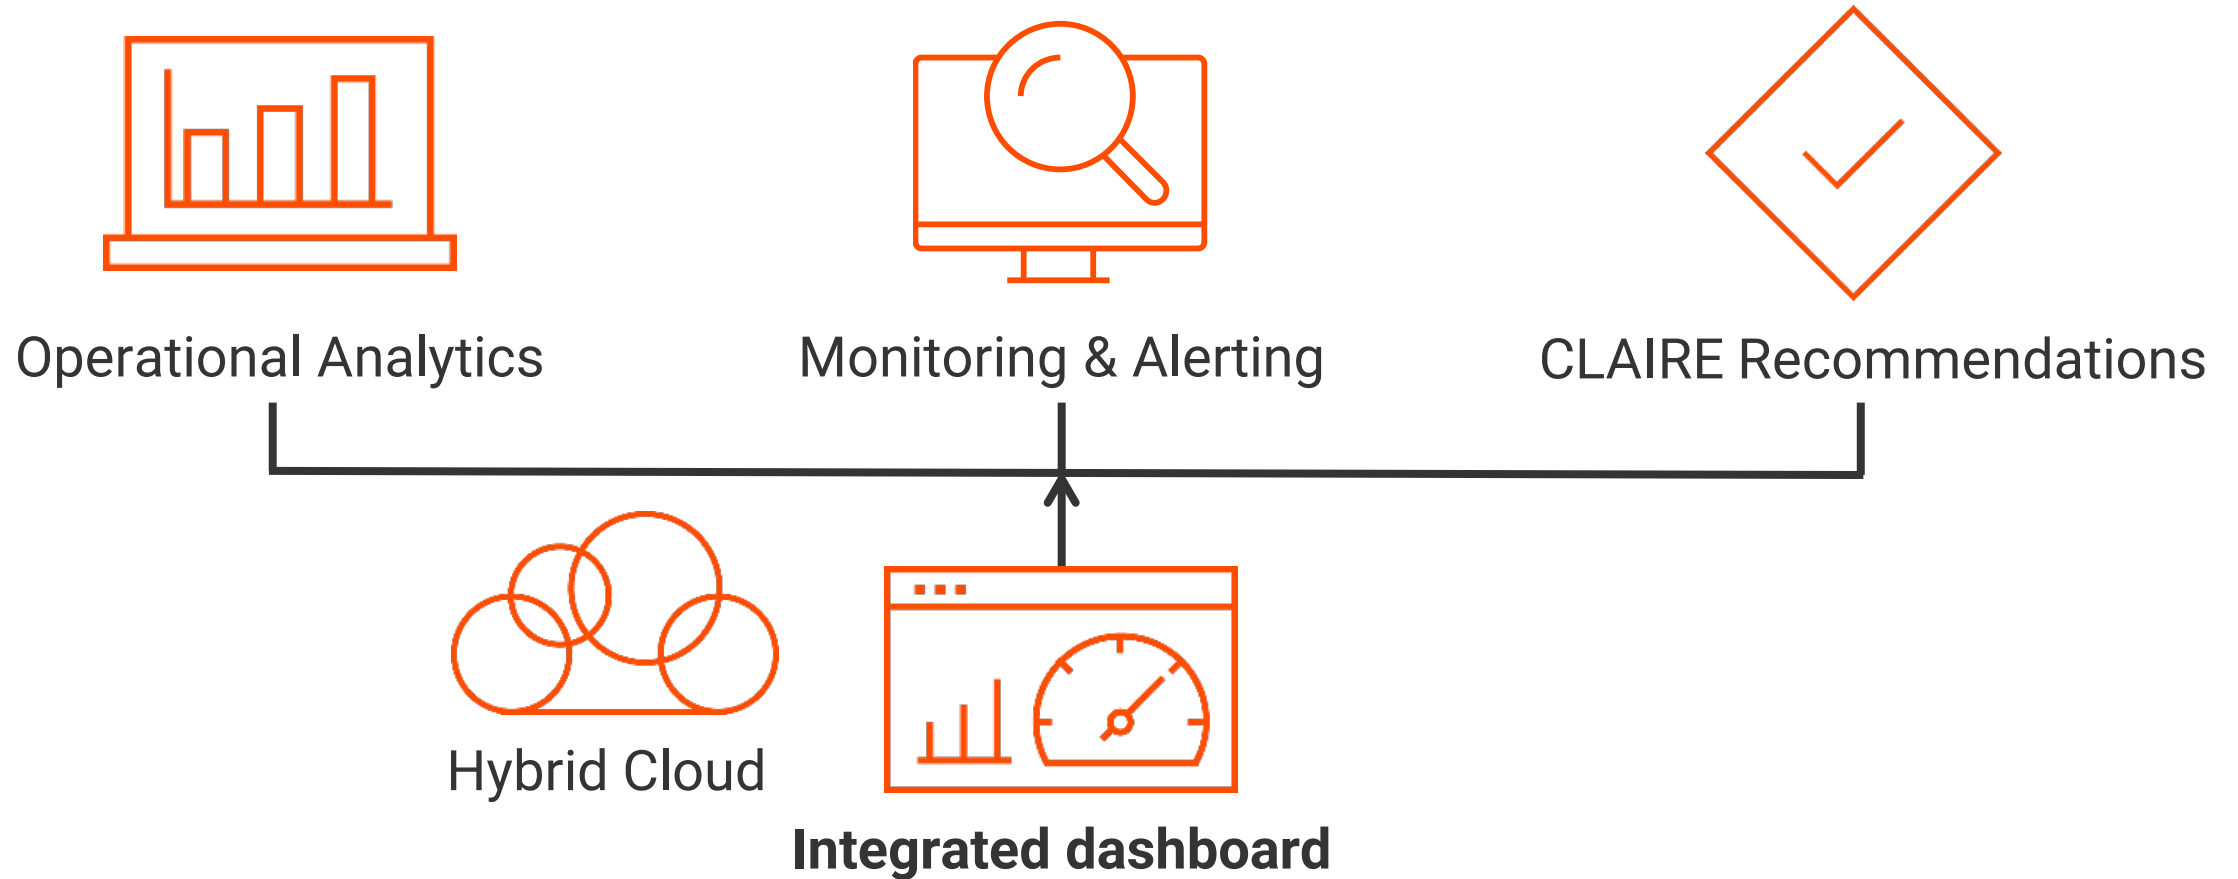 Operational Analytics
Monitoring & Alerting
CLAIRE Recommendations
Hybrid Cloud
Integrated dashboard